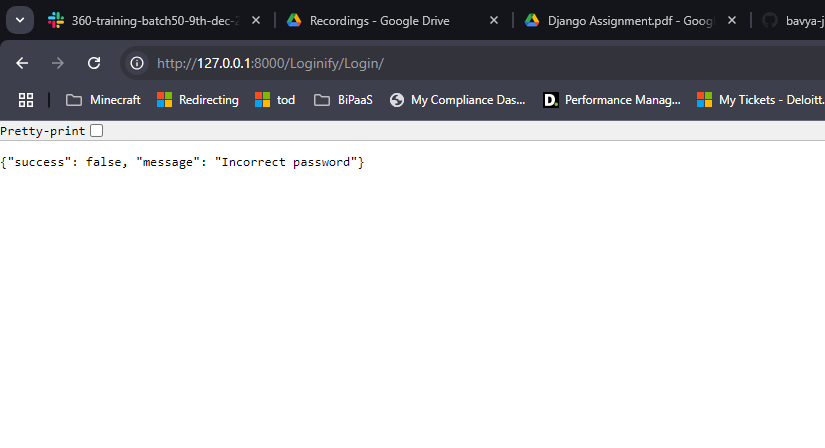 360-training-batch50-9th-dec-2
Recordings - Google Drive
Django Assignment.pdf - Goog
bavya-j
http://127.0.0.1:8000/Loginify/Login/
Minecraft
Redirecting
tod
BiPaaS
My Compliance Das...
D.
Performance Manag...
My Tickets - Deloitt.
Pretty-print
{"success": false, "message": "Incorrect password"}